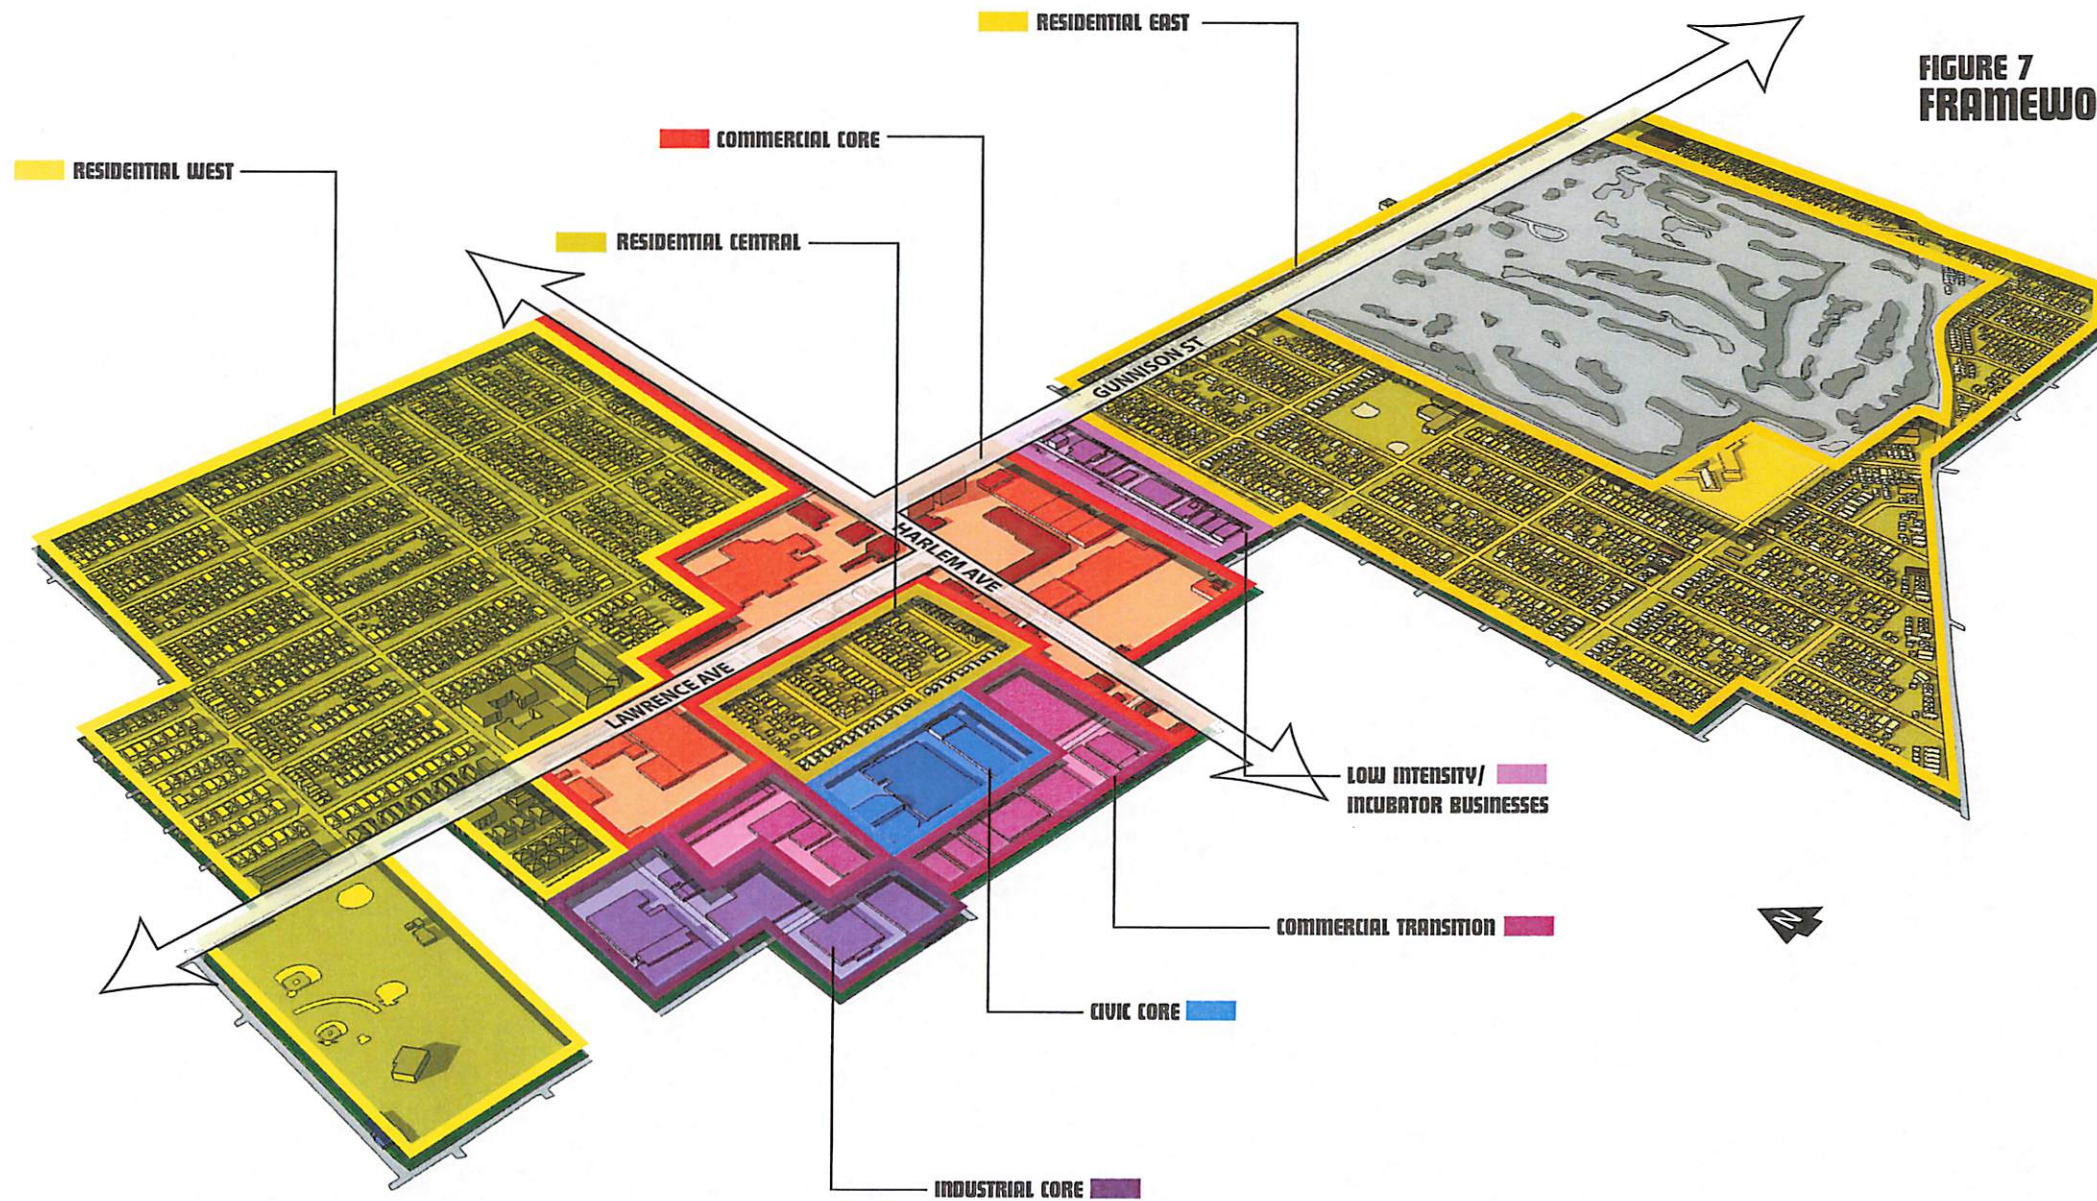 RESIDENTIAL EAST
FIGURE 7
FRAMEWO
COMMERCIAL CORE
RESIDENTIAL WEST
RESIDENTIAL CENTRAL
GUNNISON ST
HARLEM AVE
LAWRENCE AVE
LOW INTENSITY/
INCUBATOR BUSINESSES
N
COMMERCIAL TRANSITION
CIVIC CORE
INDUSTRIAL CORE